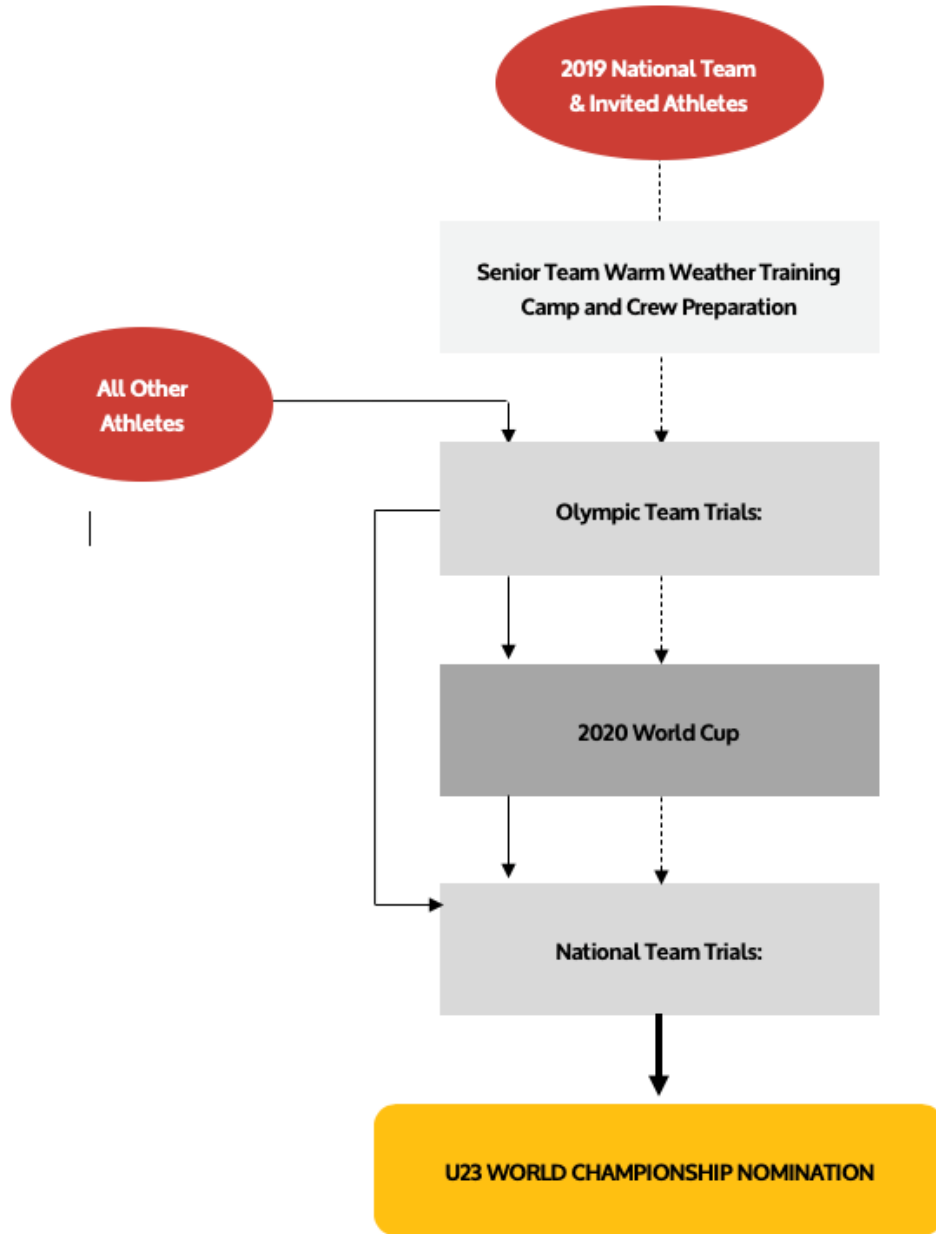 2019 National Team
& Invited Athletes
Senior Team Warm Weather Training
Camp and Crew Preparation
All Other
Athletes
Olympic Team Trials:
2020 World Cup
National Team Trials:
U23 WORLD CHAMPIONSHIP NOMINATION